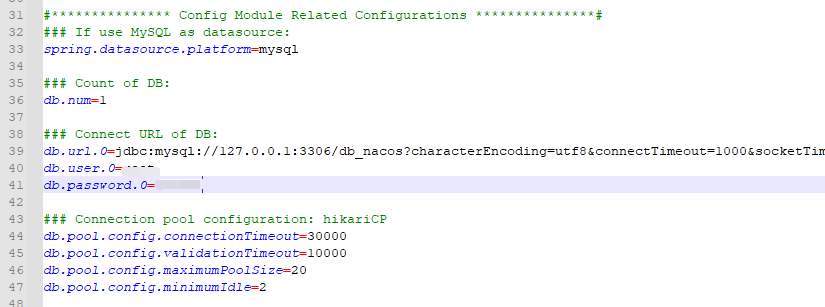 31 #*************** Config Module Related Configurations ***************#
32 ### If use MySQL as datasource:
33 spring.datasource.platform=mysql
34
35 ### Count of DB:
36 db.num=1
37
38 ### Connect URL of DB:
39 db.url.0=jdbc:mysql://127.0.0.1:3306/db_nacos?characterEncoding=utf8&connectTimeout=1000&socketTim
40 db.user.0=
41 db.password.0=
42
43 ### Connection pool configuration: hikariCP
44 db.pool.config.connectionTimeout=30000
45 db.pool.config.validationTimeout=10000
46 db.pool.config.maximumPoolSize=20
47 db.pool.config.minimumIdle=2
48